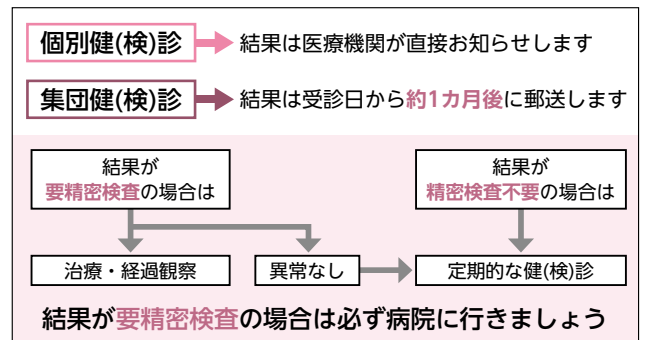 個別健(検)診 結果は医療機関が直接お知らせします
集団健(検)診 結果は受診日から約1カ月後に郵送します
結果が
要精密検査の場合は
結果が
精密検査不要の場合は
治療・経過観察
異常なし
定期的な健(検)診
結果が要精密検査の場合は必ず病院に行きましょう